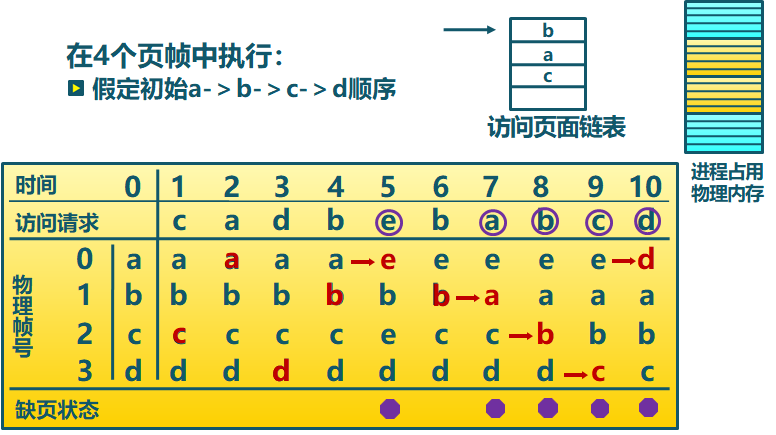 在4个页帧中执行：
假定初始a->b->c->d顺序
b
a
c
访问页面链表
进程占用
物理内存
时间 0 1 2 3 4 5 6 7 8 9 10
访问请求 c a d b e b a b c d
物理帧号
0 a a a a a e e e e e d
1 b b b b b b b a a a a
2 c c c c c e c c b b b
3 d d d d d d d d d c c
缺页状态